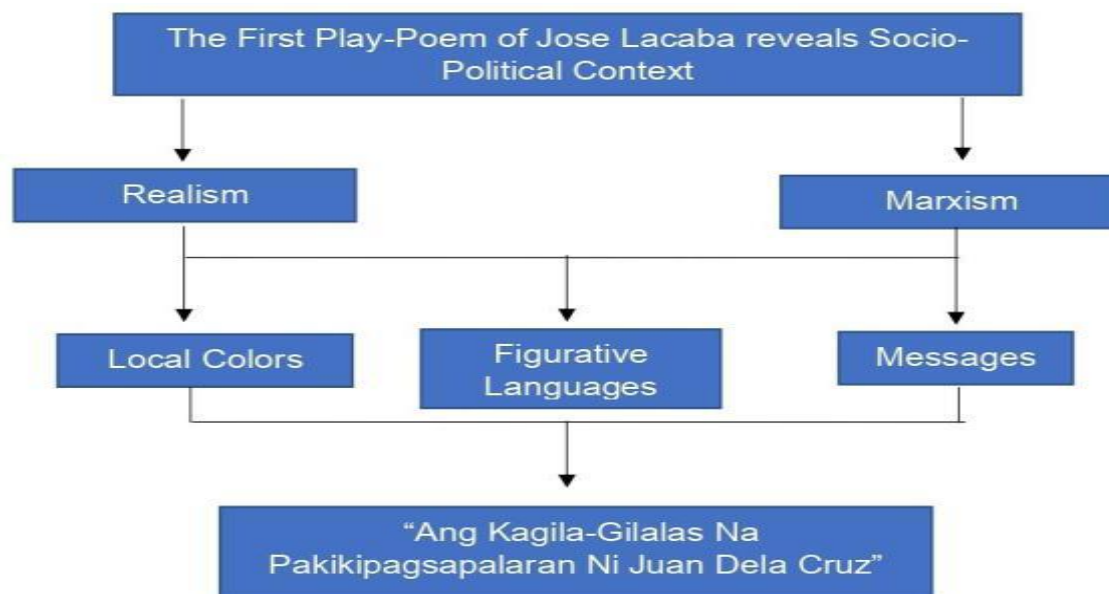 The First Play-Poem of Jose Lacaba reveals Socio-
Political Context
Realism
Marxism
Local Colors
Figurative
Languages
Messages
“Ang Kagila-Gilalas Na
Pakikipagsapalaran Ni Juan Dela Cruz”